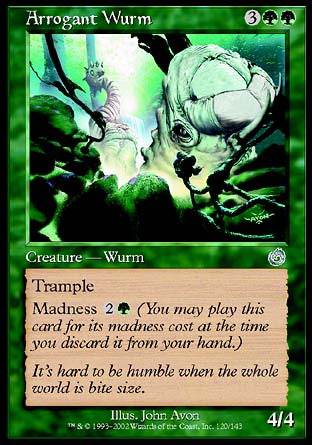 Arrogant Wurm 3
AVON
Creature — Wurm
Trample
Madness 2 (You may play this
card for its madness cost at the time
you discard it from your hand.)
It's hard to be humble when the whole
world is bite size.
Illus. John Avon 4/4
™ & © 1993–2002 Wizards of the Coast, Inc. 120/143